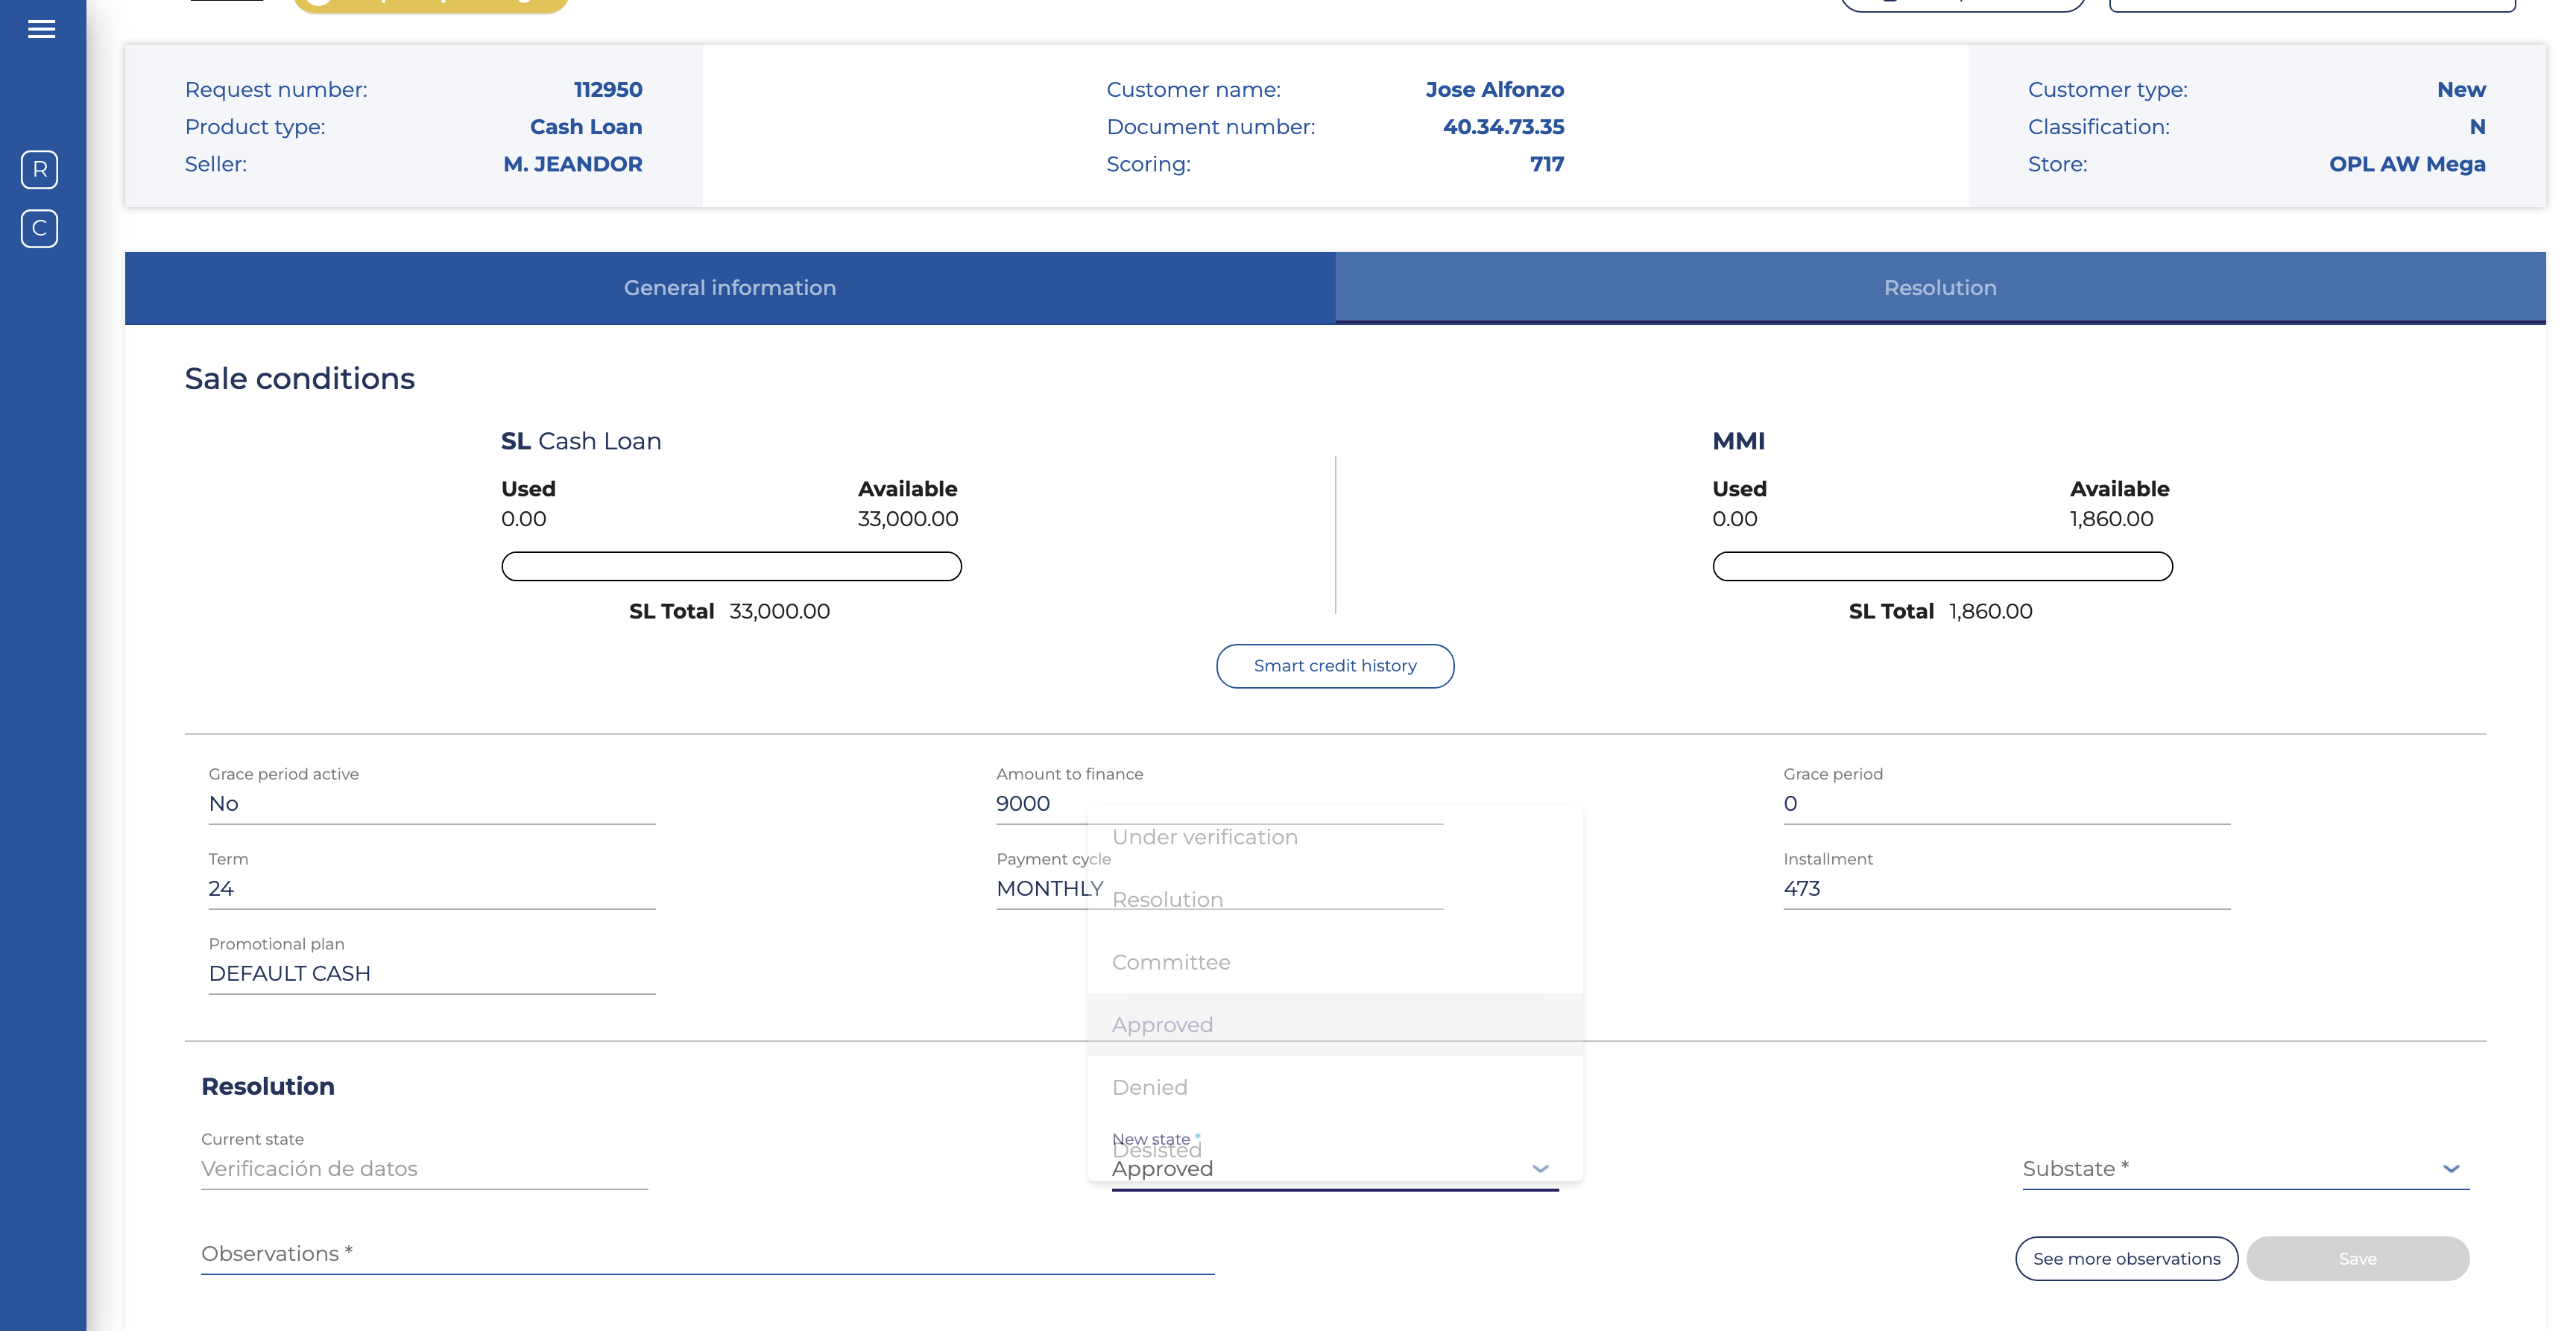 R
C
Request number: 112950
Product type: Cash Loan
Seller: M. JEANDOR
Customer name: Jose Alfonzo
Document number: 40.34.73.35
Scoring: 717
Customer type: New
Classification: N
Store: OPL AW Mega
General information
Resolution
Sale conditions
SL Cash Loan
Used Available
0.00 33,000.00
SL Total 33,000.00
MMI
Used Available
0.00 1,860.00
SL Total 1,860.00
Smart credit history
Grace period active
No
Amount to finance
9000
Grace period
0
Term
24
Payment cycle
MONTHLY
Installment
473
Promotional plan
DEFAULT CASH
Under verification
Resolution
Committee
Approved
Denied
Desisted
Resolution
Current state
Verificación de datos
New state *
Approved
Substate *
Observations *
See more observations
Save